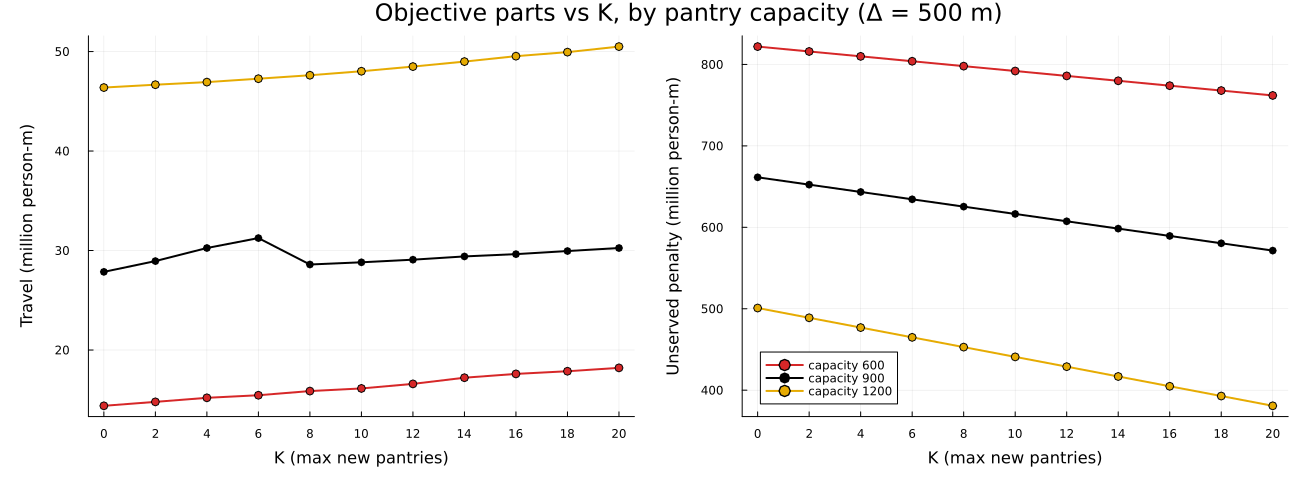 Objective parts vs K, by pantry capacity (Δ = 500 m)
Travel (million person-m)
50
40
30
20
0 2 4 6 8 10 12 14 16 18 20
K (max new pantries)
Unserved penalty (million person-m)
800
700
600
500
400
capacity 600
capacity 900
capacity 1200
0 2 4 6 8 10 12 14 16 18 20
K (max new pantries)